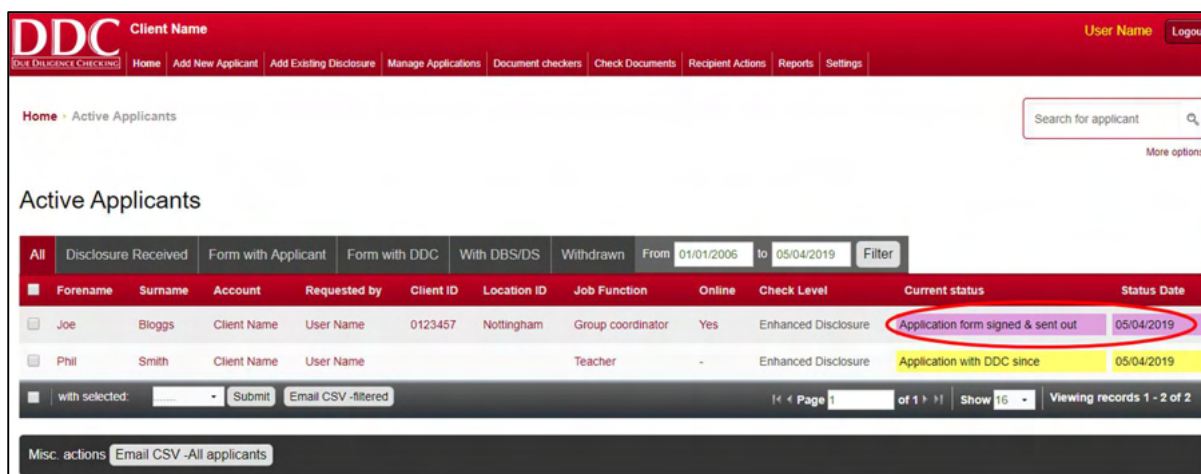 DDC
DUE DILIGENCE CHECKING
Client Name
User Name Logou
Home Add New Applicant Add Existing Disclosure Manage Applications Document checkers Check Documents Recipient Actions Reports Settings
Home Active Applicants
Search for applicant
More options
Active Applicants
All Disclosure Received Form with Applicant Form with DDC With DBS/DS Withdrawn From 01/01/2006 to 05/04/2019 Filter
Forename Surname Account Requested by Client ID Location ID Job Function Online Check Level Current status Status Date
Joe Bloggs Client Name User Name 0123457 Nottingham Group coordinator Yes Enhanced Disclosure Application form signed & sent out 05/04/2019
Phil Smith Client Name User Name Teacher - Enhanced Disclosure Application with DDC since 05/04/2019
with selected: ........ Submit Email CSV -filtered Page 1 of 1 Show 16 Viewing records 1 - 2 of 2
Misc. actions Email CSV -All applicants